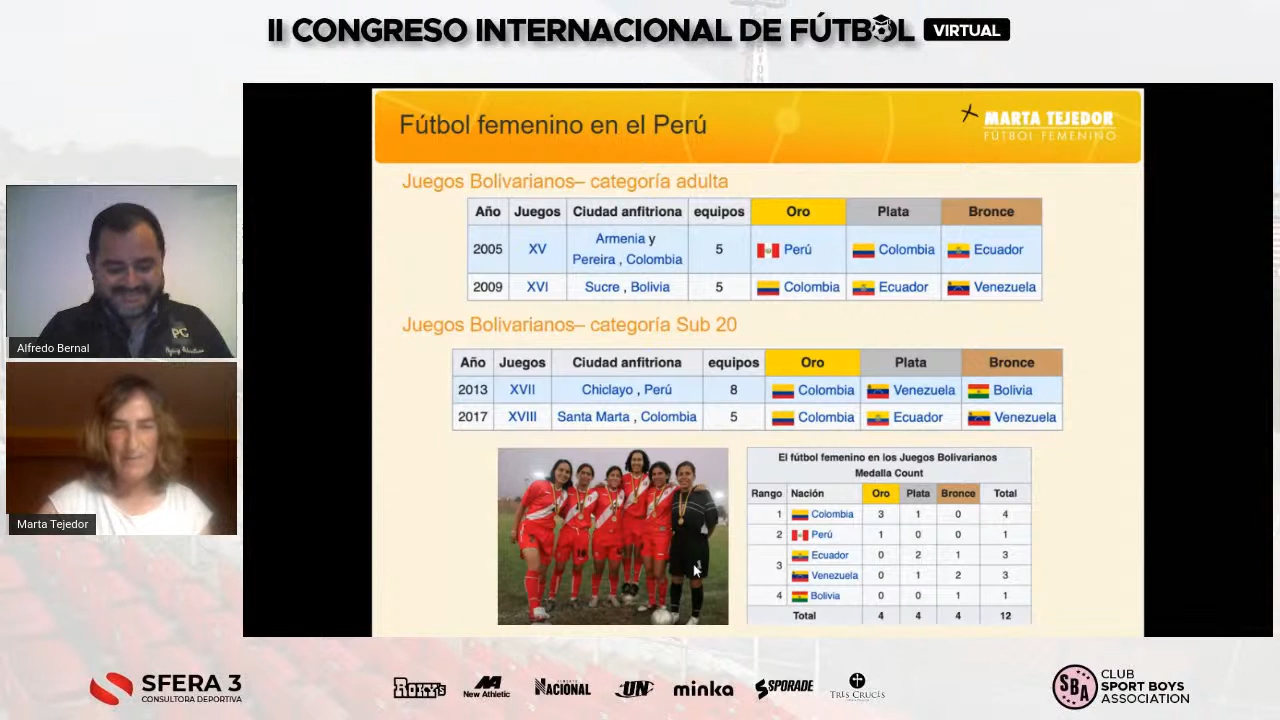 II CONGRESO INTERNACIONAL DE FÚTBOL VIRTUAL
Fútbol femenino en el Perú
MARTA TEJEDOR
FÚTBOL FEMENINO
Juegos Bolivarianos– categoría adulta
Año Juegos Ciudad anfitriona equipos Oro Plata Bronce
2005 XV Armenia y Pereira , Colombia 5 Perú Colombia Ecuador
2009 XVI Sucre , Bolivia 5 Colombia Ecuador Venezuela
Juegos Bolivarianos– categoría Sub 20
Año Juegos Ciudad anfitriona equipos Oro Plata Bronce
2013 XVII Chiclayo , Perú 8 Colombia Venezuela Bolivia
2017 XVIII Santa Marta , Colombia 5 Colombia Ecuador Venezuela
El fútbol femenino en los Juegos Bolivarianos
Medalla Count
Rango Nación Oro Plata Bronce Total
1 Colombia 3 1 0 4
2 Perú 1 0 0 1
3 Ecuador 0 2 1 3
Venezuela 0 1 2 3
4 Bolivia 0 0 1 1
Total 4 4 4 12
PC
Alfredo Bernal
Marta Tejedor
SFERA 3
CONSULTORA DEPORTIVA
ROKY's
New Athletic
NACIONAL
UN
minka
SPORADE
TRES CRUCES
SBA
CLUB
SPORT BOYS
ASSOCIATION